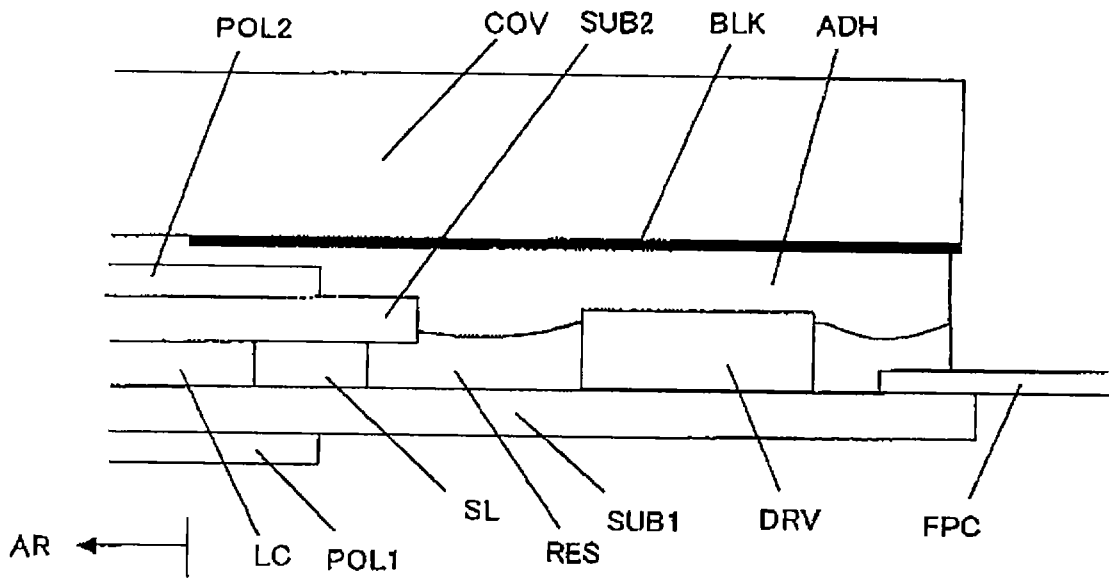 POL2 COV SUB2 BLK ADH
SL SUB1 DRV FPC
AR LC POL1 RES